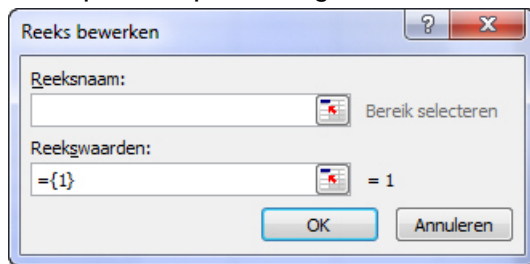 Reeks bewerken
Reeksnaam:
Bereik selecteren
Reekswaarden:
={1}
= 1
OK
Annuleren